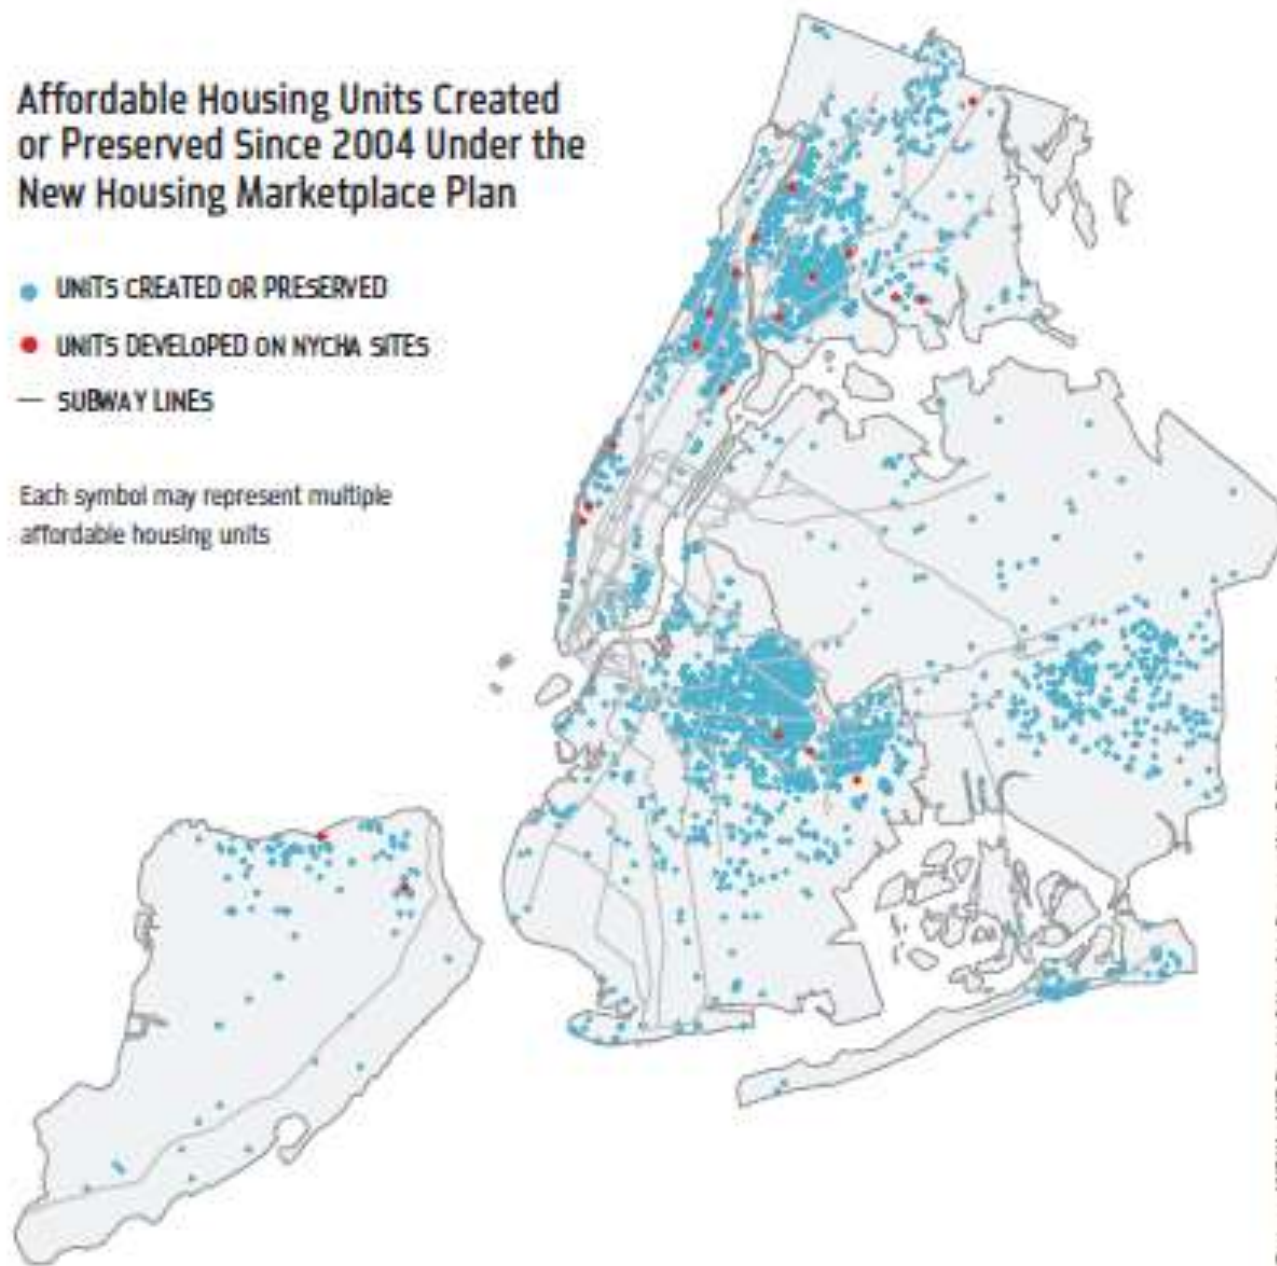 Affordable Housing Units Created
or Preserved Since 2004 Under the
New Housing Marketplace Plan
UNITS CREATED OR PRESERVED
UNITS DEVELOPED ON NYCHA SITES
SUBWAY LINES
Each symbol may represent multiple
affordable housing units